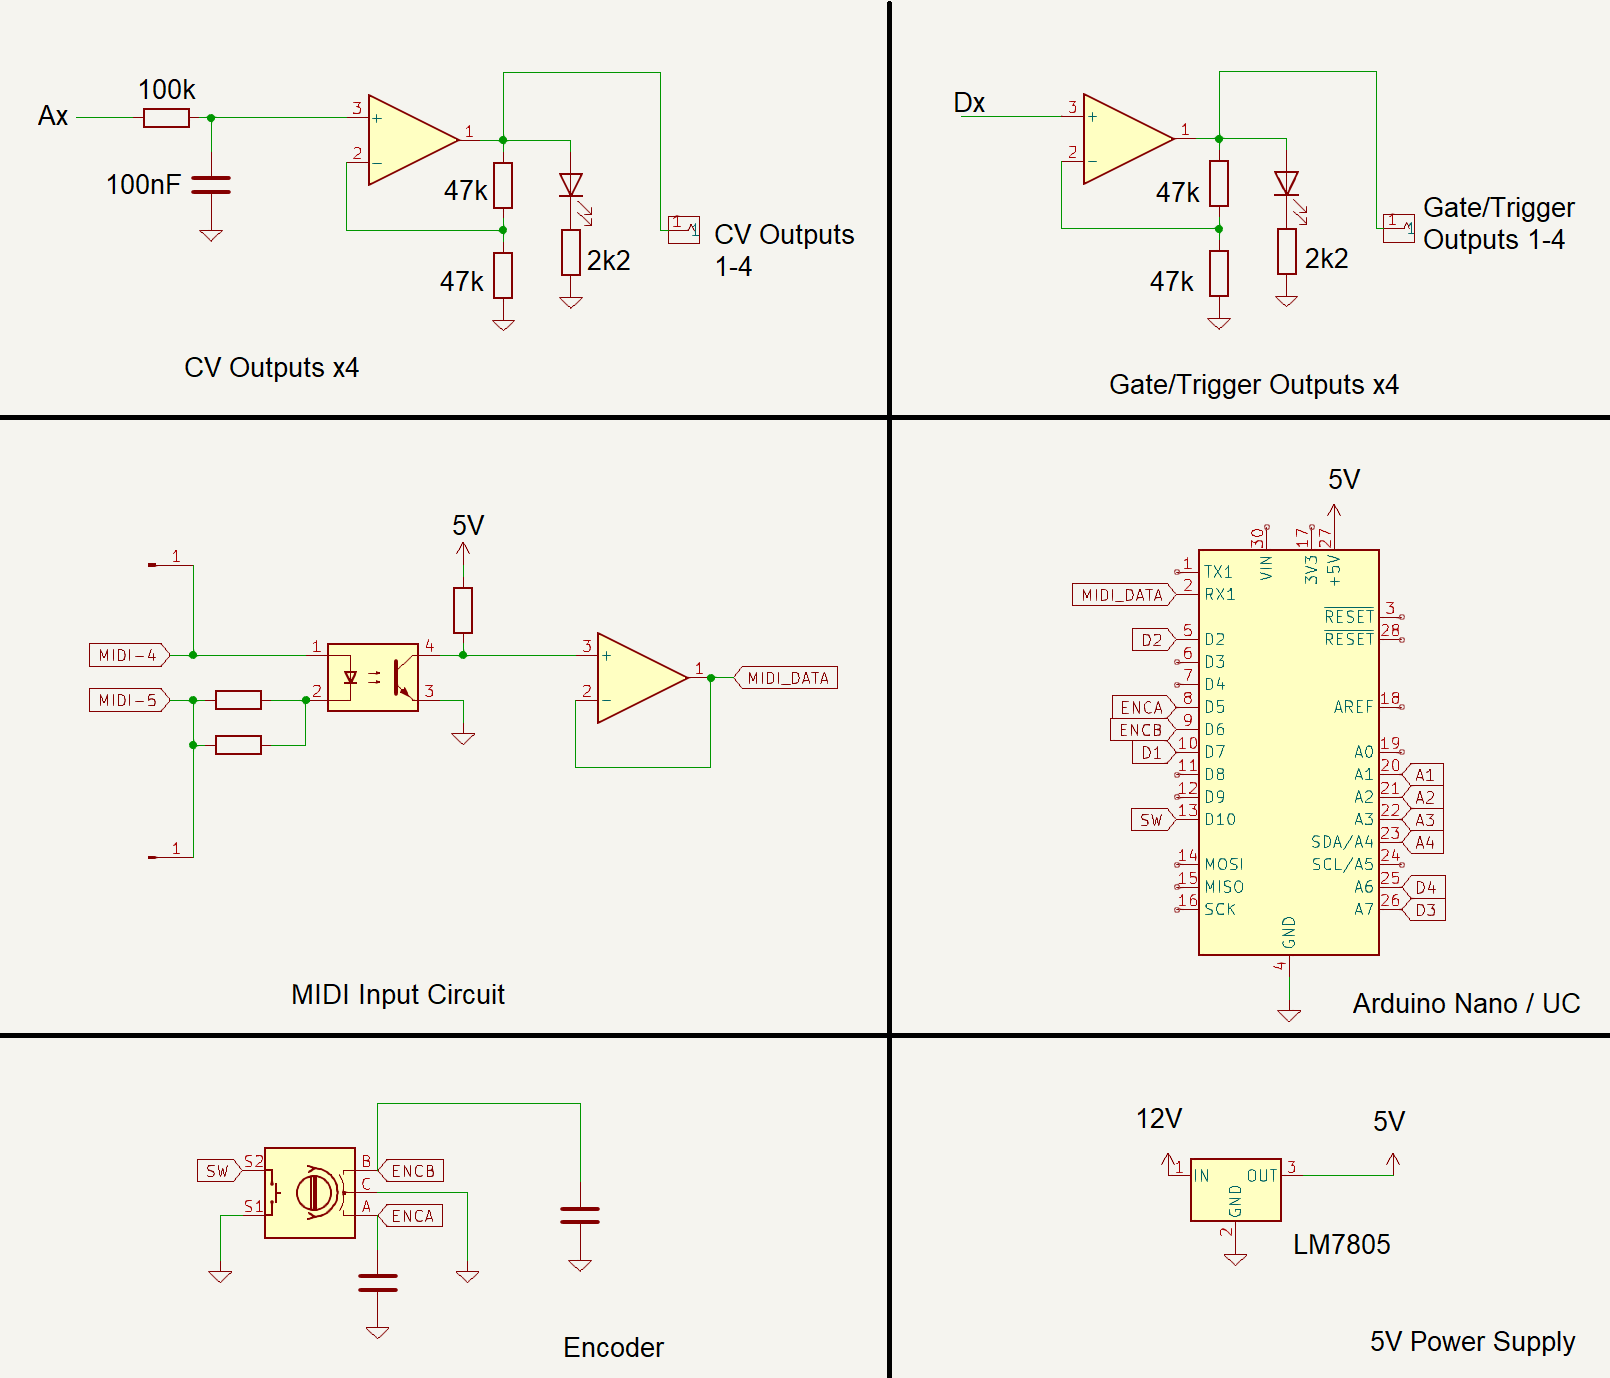 100k
Ax
3
+
1
2
−
100nF
47k
47k
2k2
1
1
CV Outputs
1-4
CV Outputs x4
Dx
3
+
1
2
−
47k
47k
2k2
1
1
Gate/Trigger
Outputs 1-4
Gate/Trigger Outputs x4
5V
1
MIDI-4
1
4
MIDI-5
2
3
3
+
1
2
−
MIDI_DATA
1
MIDI Input Circuit
5V
30
17
27
VIN
3V3
+5V
1
TX1
MIDI_DATA
2
RX1
3
RESET
28
RESET
D2
5
D2
6
D3
7
D4
ENCA
8
D5
18
AREF
ENCB
9
D6
D1
10
D7
19
A0
11
D8
20
A1
A1
12
D9
21
A2
A2
SW
13
D10
22
A3
A3
23
SDA/A4
A4
14
MOSI
24
SCL/A5
15
MISO
25
A6
D4
16
SCK
26
A7
D3
GND
4
Arduino Nano / UC
SW
S2
S1
B
ENCB
C
A
ENCA
Encoder
12V
5V
1
IN
OUT
3
GND
2
LM7805
5V Power Supply